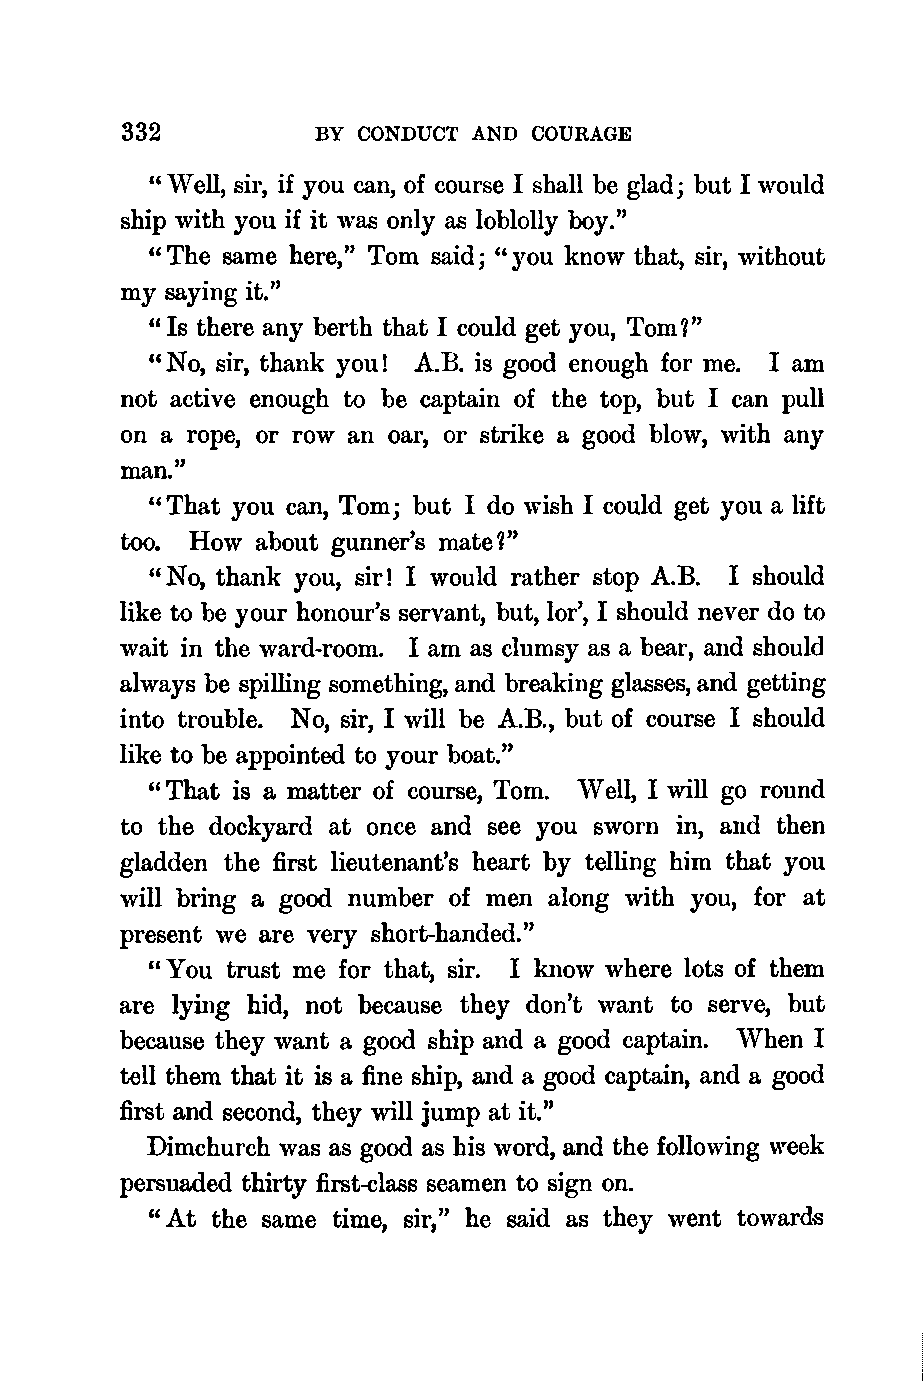 332 BY CONDUCT AND COURAGE
“Well, sir, if you can, of course I shall be glad; but I would
ship with you if it was only as loblolly boy.”
“The same here,” Tom said; “you know that, sir, without
my saying it.”
“Is there any berth that I could get you, Tom?”
“No, sir, thank you! A.B. is good enough for me. I am
not active enough to be captain of the top, but I can pull
on a rope, or row an oar, or strike a good blow, with any
man.”
“That you can, Tom; but I do wish I could get you a lift
too. How about gunner’s mate?”
“No, thank you, sir! I would rather stop A.B. I should
like to be your honour’s servant, but, lor’, I should never do to
wait in the ward-room. I am as clumsy as a bear, and should
always be spilling something, and breaking glasses, and getting
into trouble. No, sir, I will be A.B., but of course I should
like to be appointed to your boat.”
“That is a matter of course, Tom. Well, I will go round
to the dockyard at once and see you sworn in, and then
gladden the first lieutenant’s heart by telling him that you
will bring a good number of men along with you, for at
present we are very short-handed.”
“You trust me for that, sir. I know where lots of them
are lying hid, not because they don’t want to serve, but
because they want a good ship and a good captain. When I
tell them that it is a fine ship, and a good captain, and a good
first and second, they will jump at it.”
Dimchurch was as good as his word, and the following week
persuaded thirty first-class seamen to sign on.
“At the same time, sir,” he said as they went towards